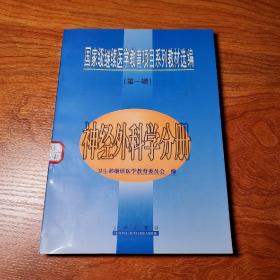 国家级继续医学教育项目系列教材选编
（第一辑）
神经外科学分册
卫生部继续医学教育委员会 编